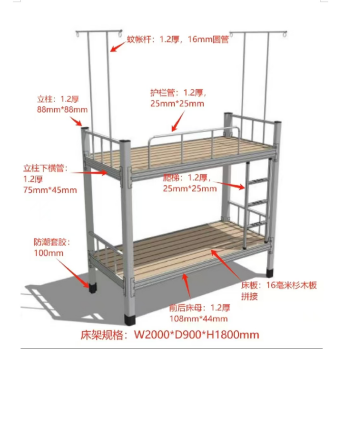 蚊帐杆：1.2厚，16mm圆管
护栏管：1.2厚，
25mm*25mm
立柱：1.2厚
88mm*88mm
立柱下横管：
1.2厚
75mm*45mm
爬梯：1.2厚，
25mm*25mm
防潮套胶：
100mm
床板：16毫米杉木板
拼接
前后床母：1.2厚
108mm*44mm
床架规格：W2000*D900*H1800mm